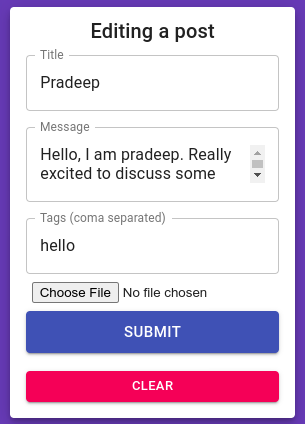 Editing a post
Title
Pradeep
Message
Hello, I am pradeep. Really
excited to discuss some
Tags (coma separated)
hello
Choose File No file chosen
SUBMIT
CLEAR